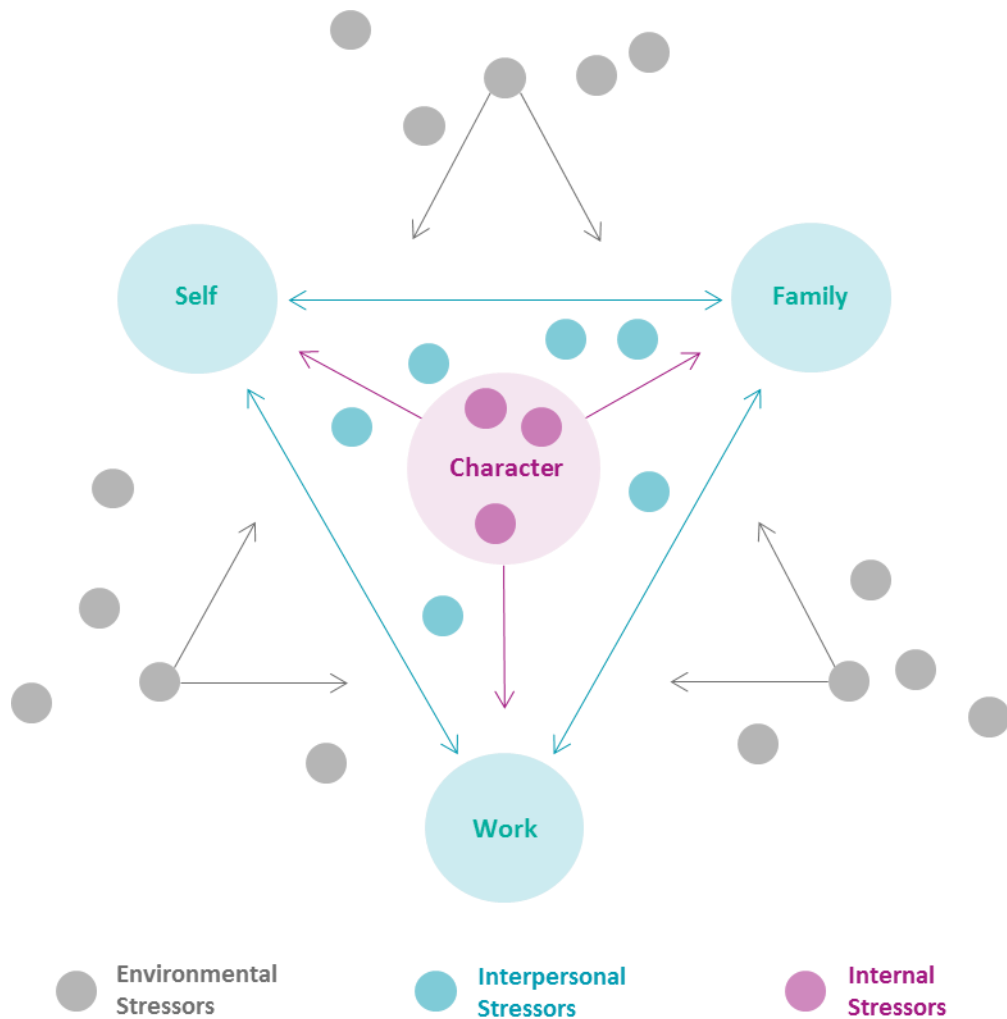 Self
Family
Character
Work
Environmental
Stressors
Interpersonal
Stressors
Internal
Stressors